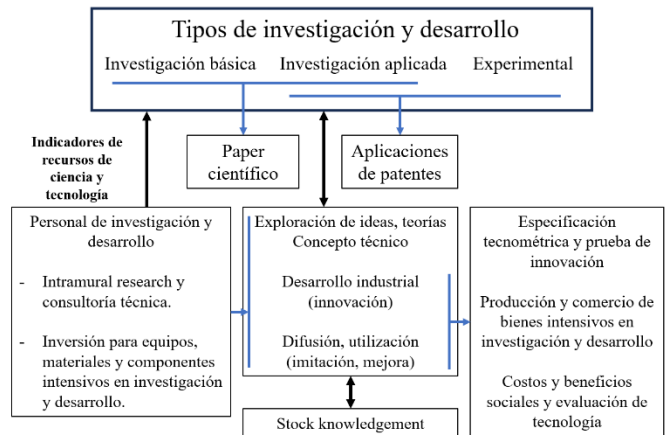 Tipos de investigación y desarrollo
Investigación básica Investigación aplicada Experimental
Indicadores de
recursos de
ciencia y
tecnología
Paper
científico
Aplicaciones
de patentes
Personal de investigación y
desarrollo
- Intramural research y
consultoría técnica.
- Inversión para equipos,
materiales y componentes
intensivos en investigación
y desarrollo.
Exploración de ideas, teorías
Concepto técnico
Desarrollo industrial
(innovación)
Difusión, utilización
(imitación, mejora)
Especificación
tecnométrica y prueba de
innovación
Producción y comercio de
bienes intensivos en
investigación y desarrollo
Costos y beneficios
sociales y evaluación de
tecnología
Stock knowledgement